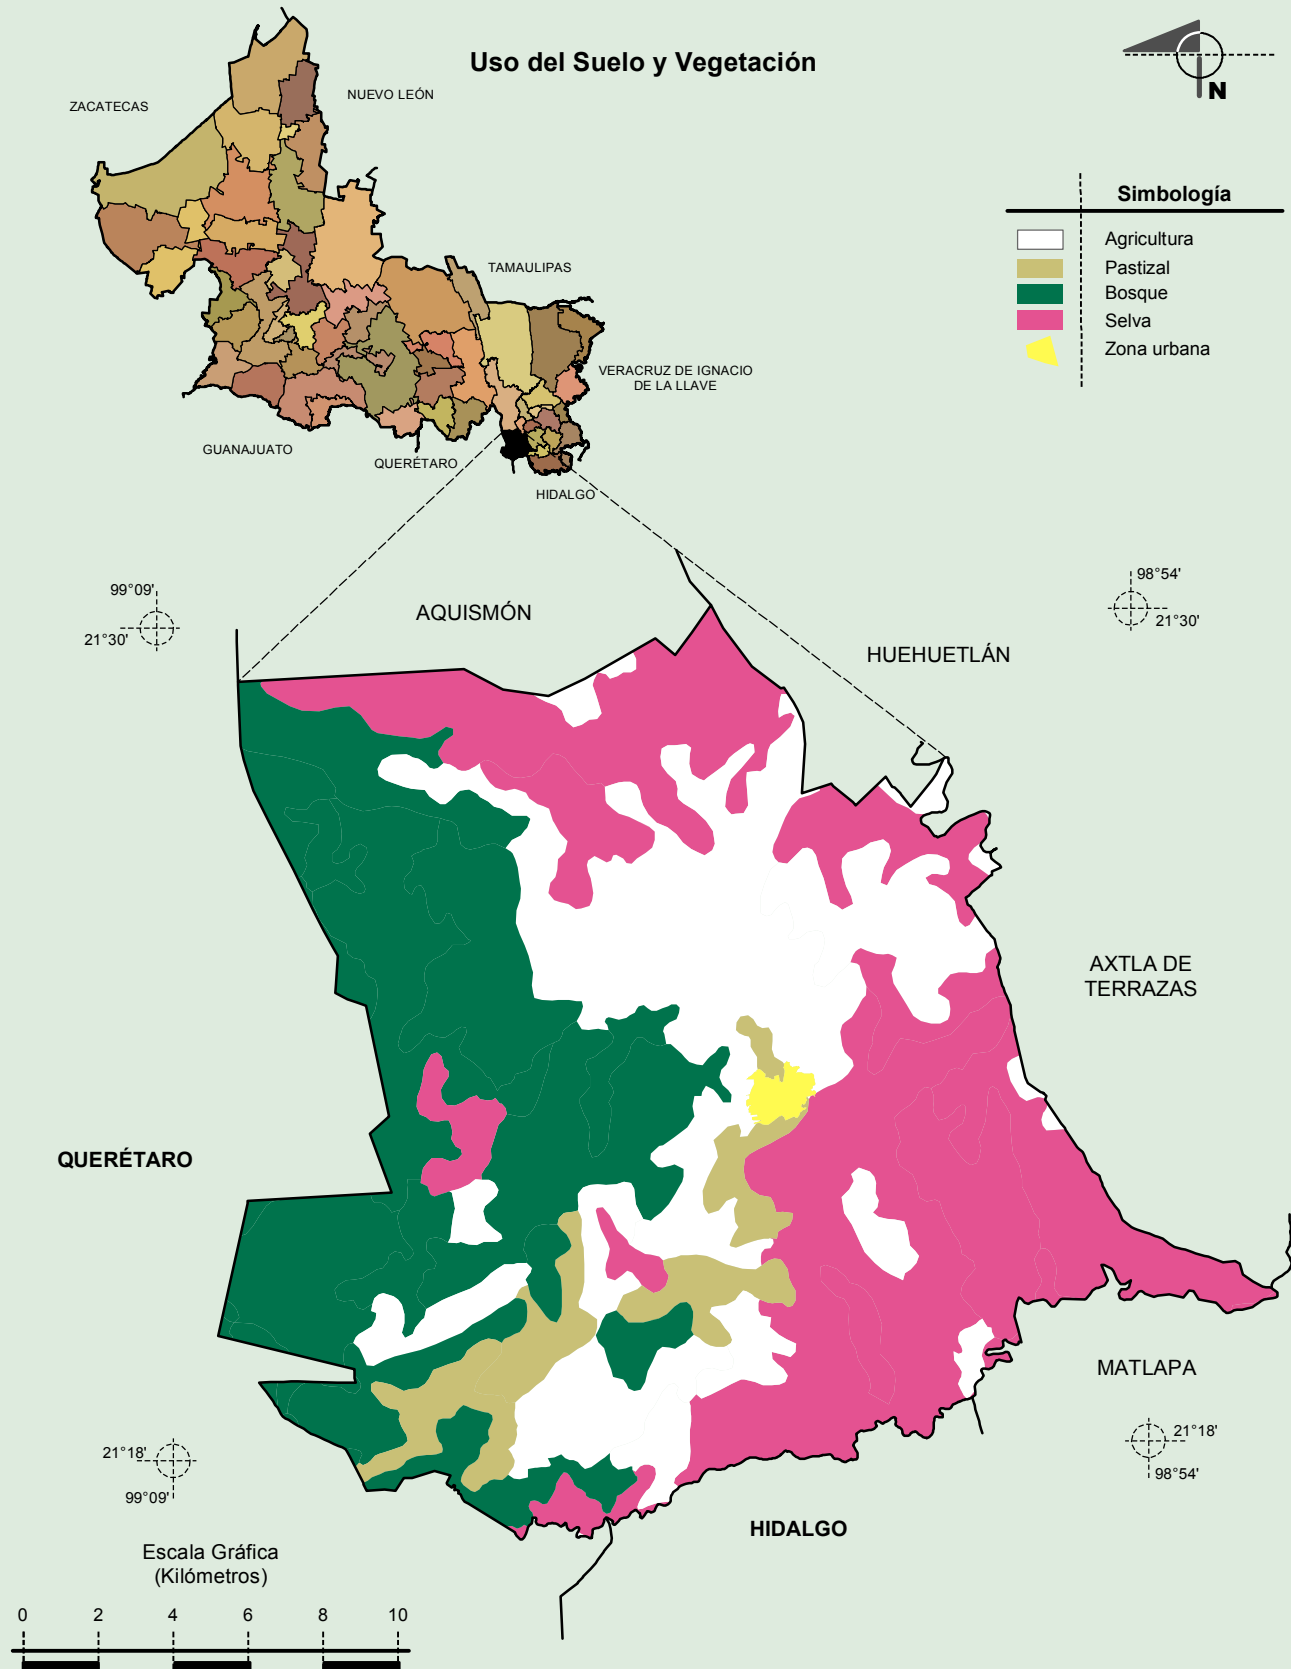 Uso del Suelo y Vegetación
N
ZACATECAS
NUEVO LEÓN
TAMAULIPAS
VERACRUZ DE IGNACIO
DE LA LLAVE
GUANAJUATO
QUERÉTARO
HIDALGO
Simbología
Agricultura
Pastizal
Bosque
Selva
Zona urbana
99°09'
21°30'
98°54'
21°30'
AQUISMÓN
HUEHUETLÁN
AXTLA DE
TERRAZAS
QUERÉTARO
MATLAPA
21°18'
99°09'
21°18'
98°54'
HIDALGO
Escala Gráfica
(Kilómetros)
0 2 4 6 8 10